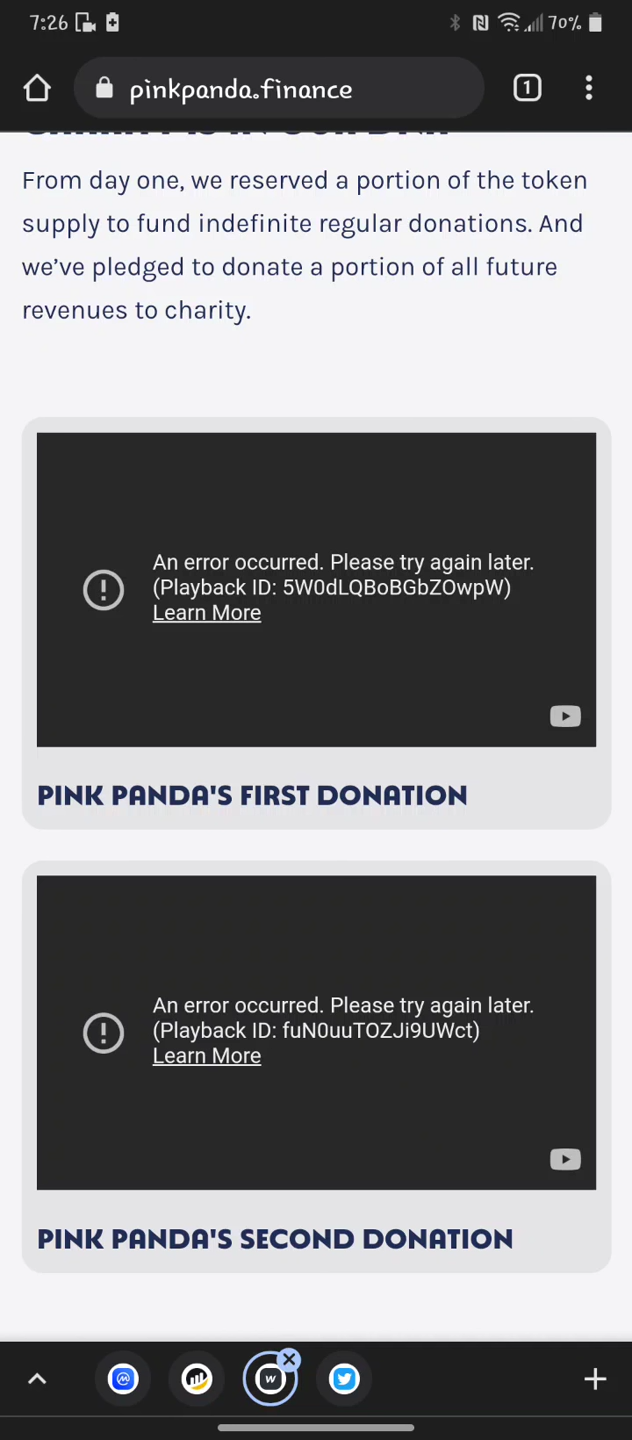 7:26
70%
pinkpanda.finance
1
From day one, we reserved a portion of the token
supply to fund indefinite regular donations. And
we’ve pledged to donate a portion of all future
revenues to charity.
An error occurred. Please try again later.
(Playback ID: 5W0dLQBoBGbZOwpW)
Learn More
PINK PANDA'S FIRST DONATION
An error occurred. Please try again later.
(Playback ID: fuN0uuTOZJi9UWct)
Learn More
PINK PANDA'S SECOND DONATION
w